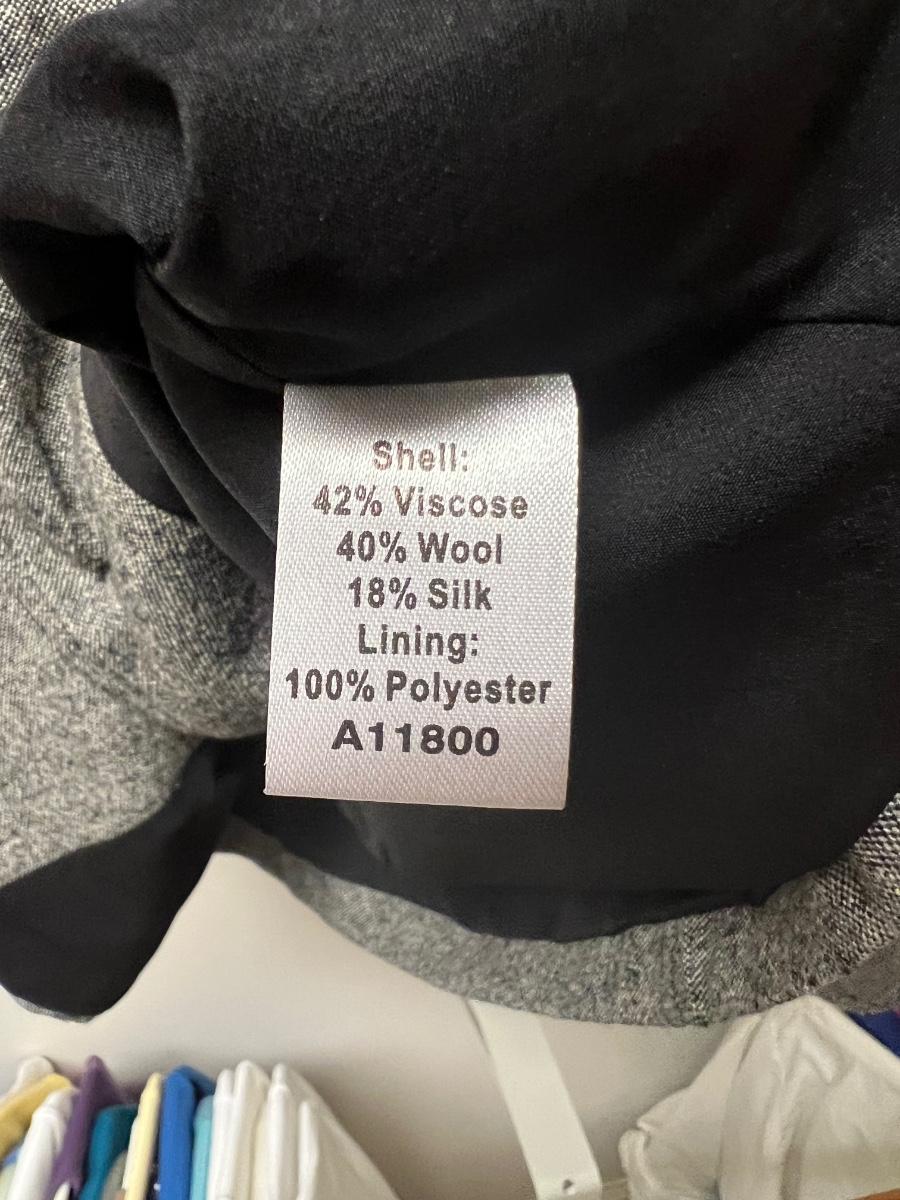 Shell:
42% Viscose
40% Wool
18% Silk
Lining:
100% Polyester
A11800